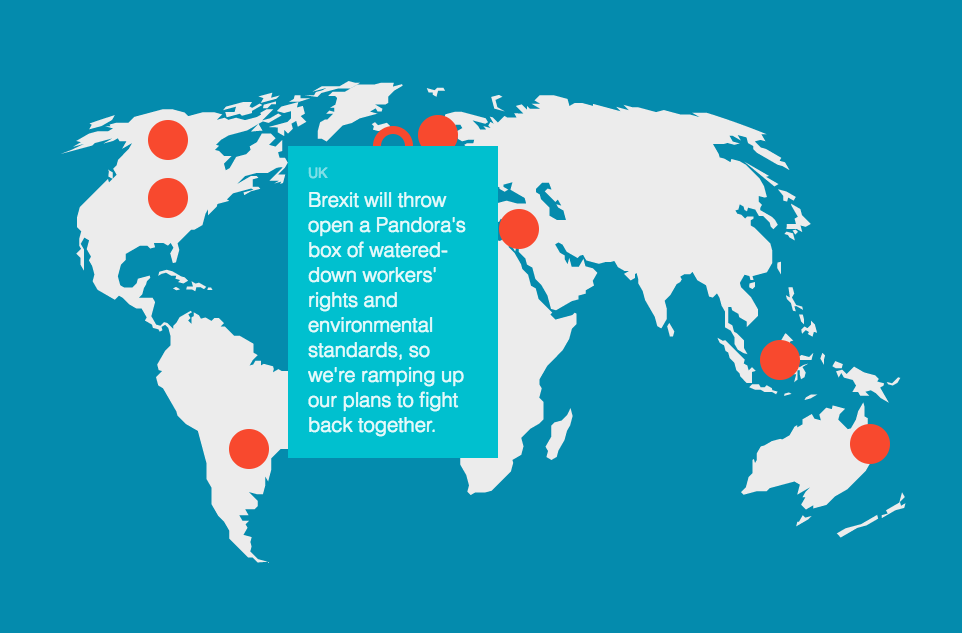 UK
Brexit will throw
open a Pandora's
box of watered-
down workers'
rights and
environmental
standards, so
we're ramping up
our plans to fight
back together.